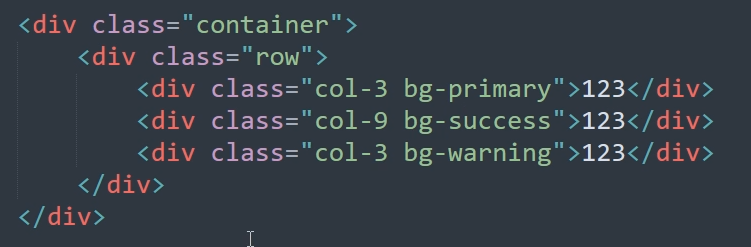 <div class="container">
    <div class="row">
        <div class="col-3 bg-primary">123</div>
        <div class="col-9 bg-success">123</div>
        <div class="col-3 bg-warning">123</div>
    </div>
</div>